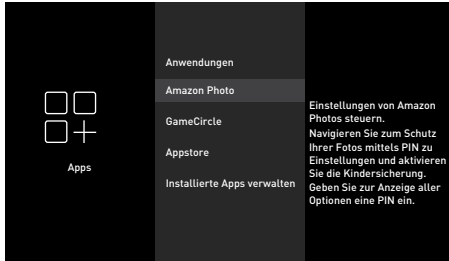 Apps
Anwendungen
Amazon Photo
GameCircle
Appstore
Installierte Apps verwalten
Einstellungen von Amazon
Photos steuern.
Navigieren Sie zum Schutz
Ihrer Fotos mittels PIN zu
Einstellungen und aktivieren
Sie die Kindersicherung.
Geben Sie zur Anzeige aller
Optionen eine PIN ein.